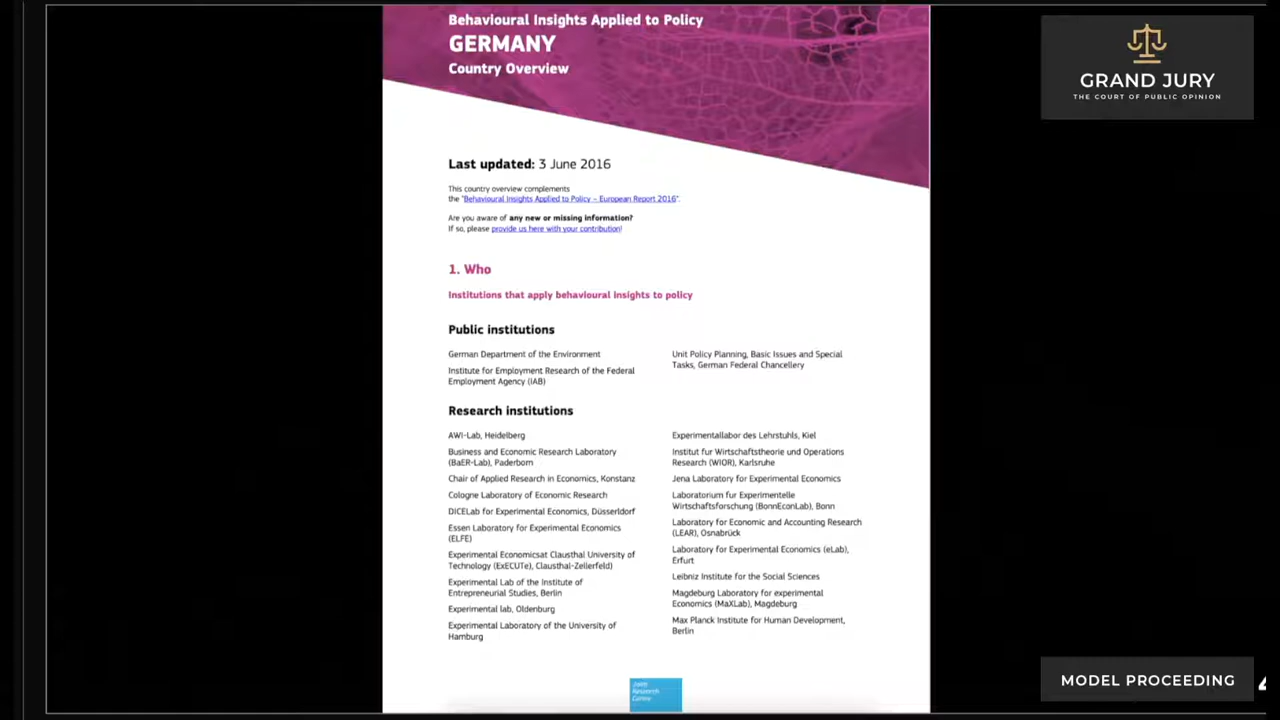 Behavioural Insights Applied to Policy
GERMANY
Country Overview
GRAND JURY
THE COURT OF PUBLIC OPINION
Last updated: 3 June 2016
This country overview complements
the "Behavioural Insights Applied to Policy – European Report 2016".
Are you aware of any new or missing information?
If so, please provide us here with your contribution!
1. Who
Institutions that apply behavioural insights to policy
Public institutions
German Department of the Environment
Institute for Employment Research of the Federal
Employment Agency (IAB)
Unit Policy Planning, Basic Issues and Special
Tasks, German Federal Chancellery
Research institutions
AWI-Lab, Heidelberg
Business and Economic Research Laboratory
(BaER-Lab), Paderborn
Chair of Applied Research in Economics, Konstanz
Cologne Laboratory of Economic Research
DICELab for Experimental Economics, Düsseldorf
Essen Laboratory for Experimental Economics
(ELFE)
Experimental Economicsat Clausthal University of
Technology (ExECUTe), Clausthal-Zellerfeld)
Experimental Lab of the Institute of
Entrepreneurial Studies, Berlin
Experimental lab, Oldenburg
Experimental Laboratory of the University of
Hamburg
Experimentallabor des Lehrstuhls, Kiel
Institut fur Wirtschaftstheorie und Operations
Research (WIOR), Karlsruhe
Jena Laboratory for Experimental Economics
Laboratorium fur Experimentelle
Wirtschaftsforschung (BonnEconLab), Bonn
Laboratory for Economic and Accounting Research
(LEAR), Osnabrück
Laboratory for Experimental Economics (eLab),
Erfurt
Leibniz Institute for the Social Sciences
Magdeburg Laboratory for experimental
Economics (MaXLab), Magdeburg
Max Planck Institute for Human Development,
Berlin
Joint
Research
Centre
MODEL PROCEEDING